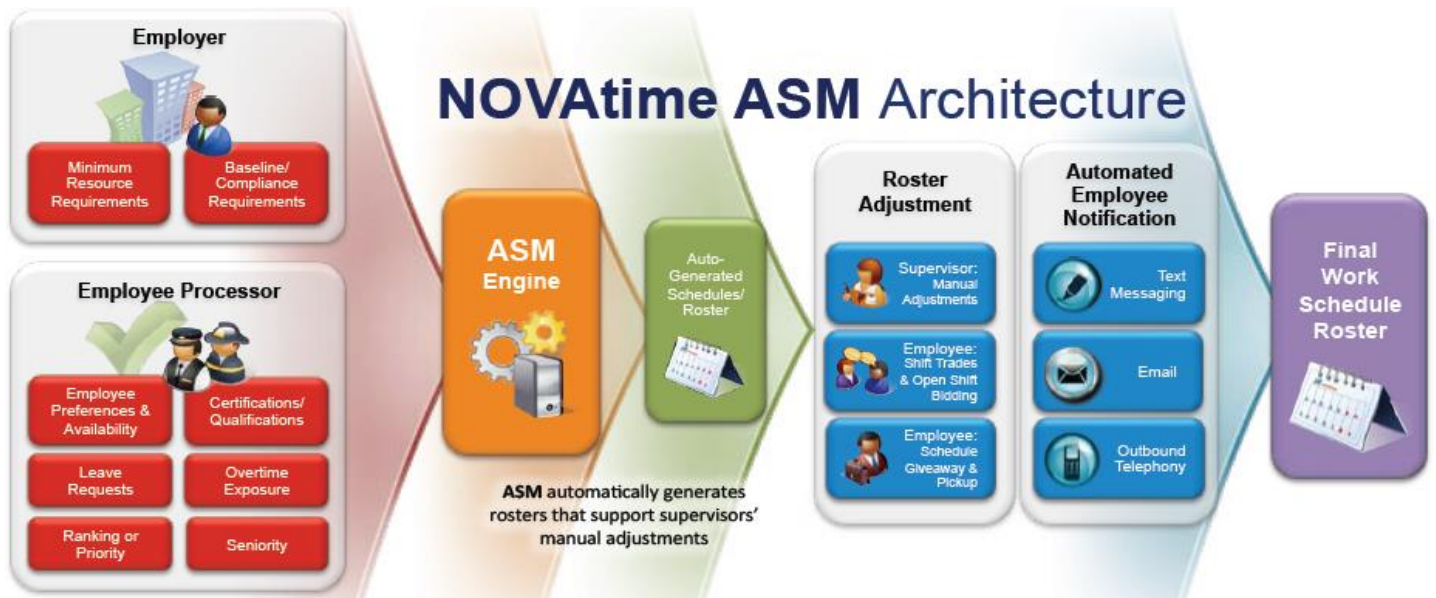 NOVAtime ASM Architecture
Employer
Minimum
Resource
Requirements
Baseline/
Compliance
Requirements
Employee Processor
Employee
Preferences &
Availability
Certifications/
Qualifications
Leave
Requests
Overtime
Exposure
Ranking or
Priority
Seniority
ASM
Engine
Auto-
Generated
Schedules/
Roster
ASM automatically generates
rosters that support supervisors’
manual adjustments
Roster
Adjustment
Supervisor:
Manual
Adjustments
Employee:
Shift Trades
& Open Shift
Bidding
Employee:
Schedule
Giveaway &
Pickup
Automated
Employee
Notification
Text
Messaging
Email
Outbound
Telephony
Final
Work
Schedule
Roster